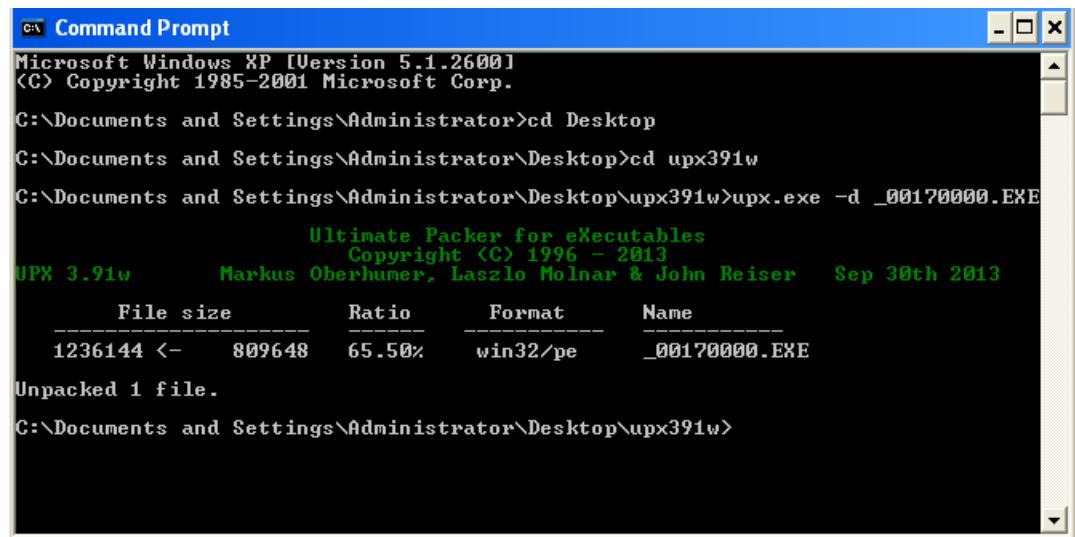 Command Prompt
Microsoft Windows XP [Version 5.1.2600]
(C) Copyright 1985-2001 Microsoft Corp.
C:\Documents and Settings\Administrator>cd Desktop
C:\Documents and Settings\Administrator\Desktop>cd upx391w
C:\Documents and Settings\Administrator\Desktop\upx391w>upx.exe -d _00170000.EXE
Ultimate Packer for eXecutables
Copyright (C) 1996 - 2013
UPX 3.91w Markus Oberhumer, Laszlo Molnar & John Reiser Sep 30th 2013
File size Ratio Format Name
-------------------- ------ ----------- -----------
1236144 <- 809648 65.50% win32/pe _00170000.EXE
Unpacked 1 file.
C:\Documents and Settings\Administrator\Desktop\upx391w>